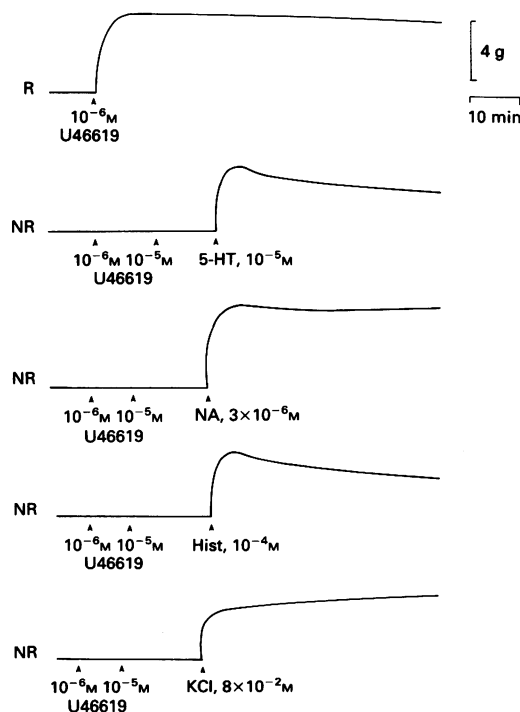 4 g
R
10⁻⁶M
10 min
U46619
NR
10⁻⁶M 10⁻⁵M 5-HT, 10⁻⁵M
U46619
NR
10⁻⁶M 10⁻⁵M NA, 3×10⁻⁶M
U46619
NR
10⁻⁶M 10⁻⁵M Hist, 10⁻⁴M
U46619
NR
10⁻⁶M 10⁻⁵M KCl, 8×10⁻²M
U46619